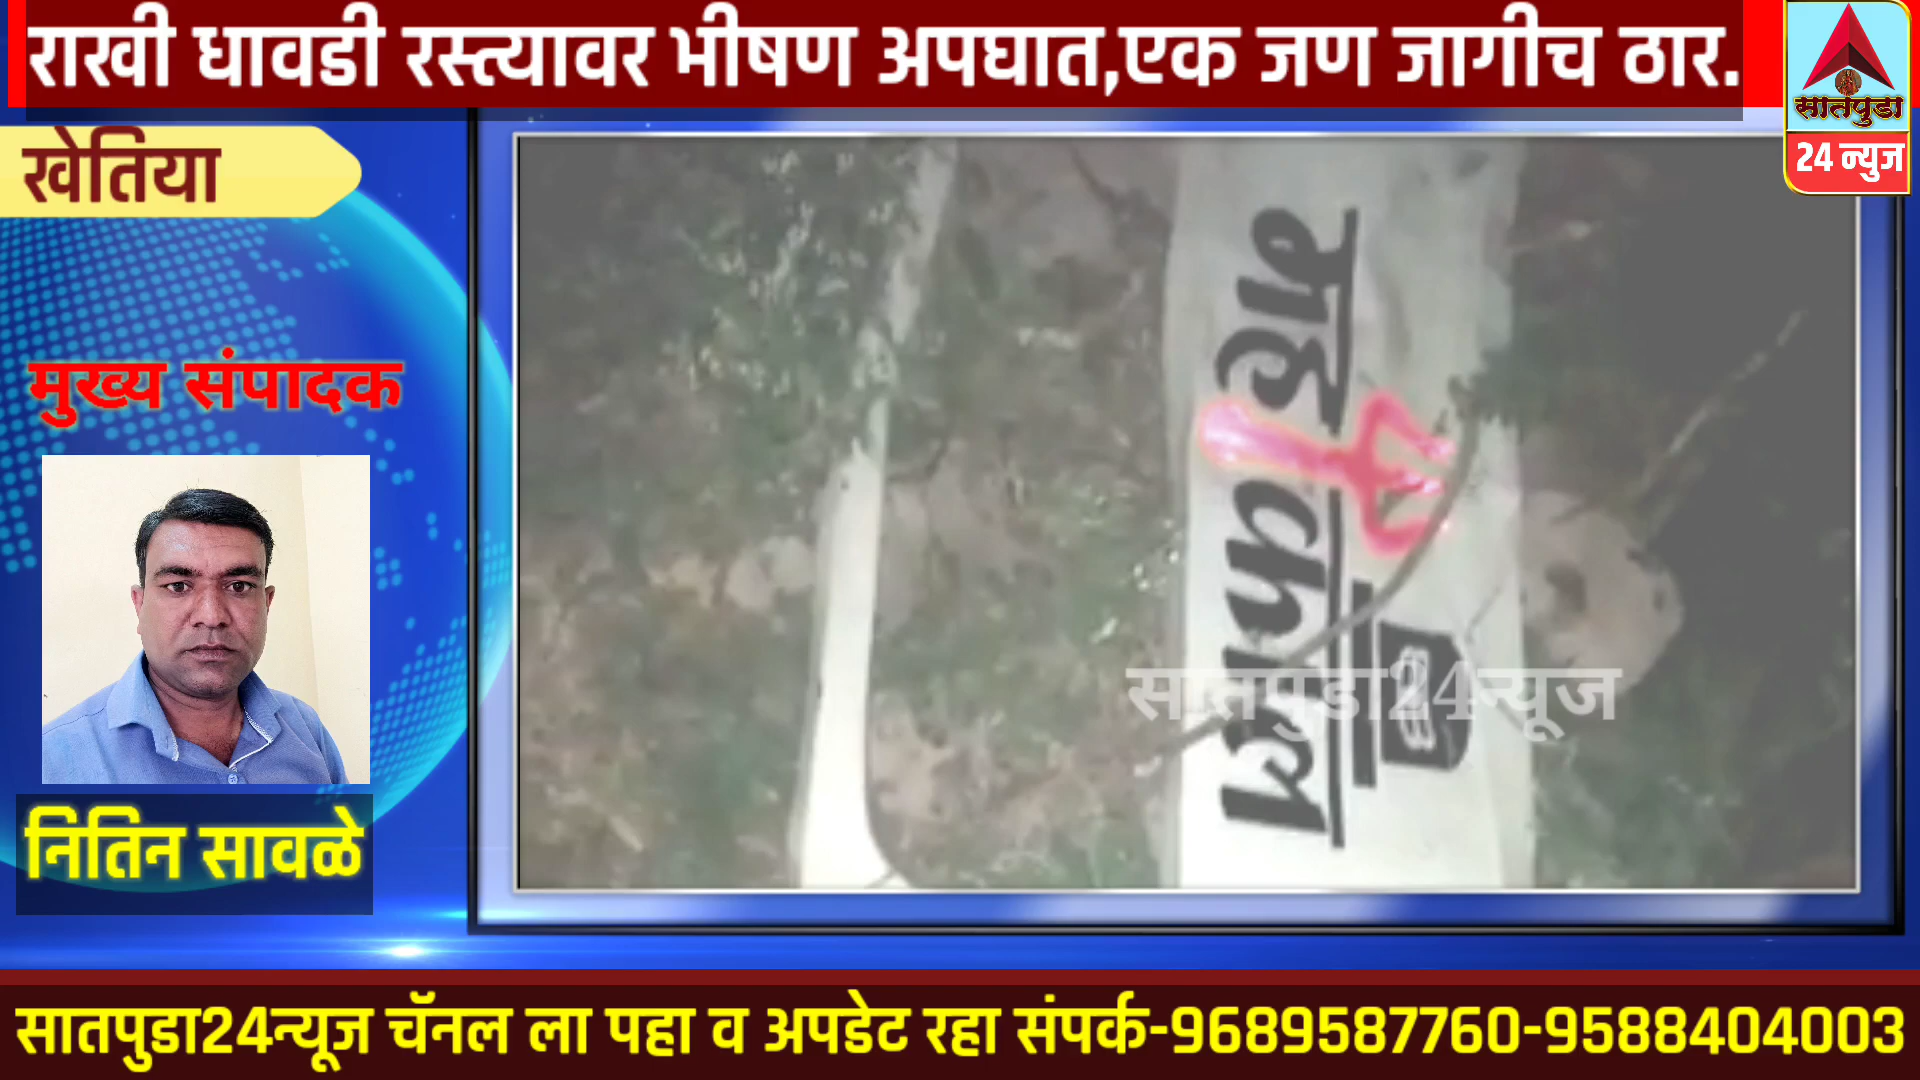 राखी धावडी रस्त्यावर भीषण अपघात,एक जण जागीच ठार.
सातपुडा
24 न्युज
खेतिया
मुख्य संपादक
नितिन सावळे
महाकाल
सातपुडा24न्यूज
सातपुडा24न्यूज चॅनल ला पहा व अपडेट रहा संपर्क-9689587760-9588404003